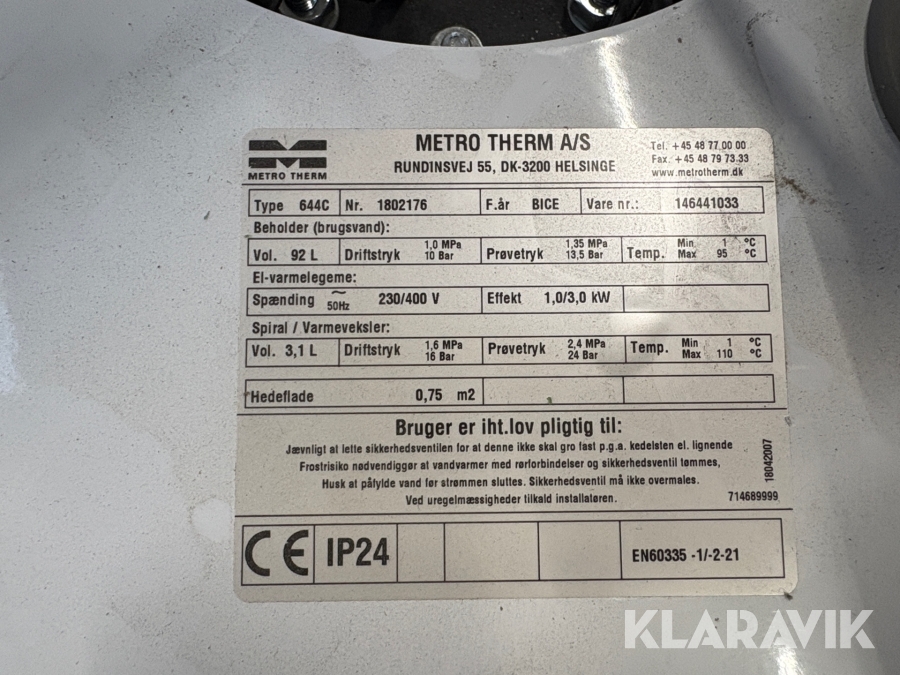 METRO THERM
METRO THERM A/S
RUNDINSVEJ 55, DK-3200 HELSINGE
Tel. +45 48 77 00 00
Fax. +45 48 79 73.33
www.metrotherm.dk
Type 644C Nr. 1802176 F.år BICE Vare nr.: 146441033
Beholder (brugsvand):
Vol. 92 L Driftstryk 1,0 MPa 10 Bar Prøvetryk 1,35 MPa 13,5 Bar Temp. Min 1 °C Max 95 °C
El-varmelegeme:
Spænding ~ 50Hz 230/400 V Effekt 1,0/3,0 kW
Spiral / Varmeveksler:
Vol. 3,1 L Driftstryk 1,6 MPa 16 Bar Prøvetryk 2,4 MPa 24 Bar Temp. Min 1 °C Max 110 °C
Hedeflade 0,75 m2
Bruger er iht.lov pligtig til:
Jævnligt at lette sikkerhedsventilen for at denne ikke skal gro fast p.g.a. kedelsten el. lignende
Frostrisiko nødvendiggør at vandvarmer med rørforbindelser og sikkerhedsventil tømmes,
Husk at påfylde vand før strømmen sluttes. Sikkerhedsventil må ikke overmales.
Ved uregelmæssigheder tilkald installatøren.
18042007
714689999
CE IP24 EN60335 -1/-2-21
KLARAVIK